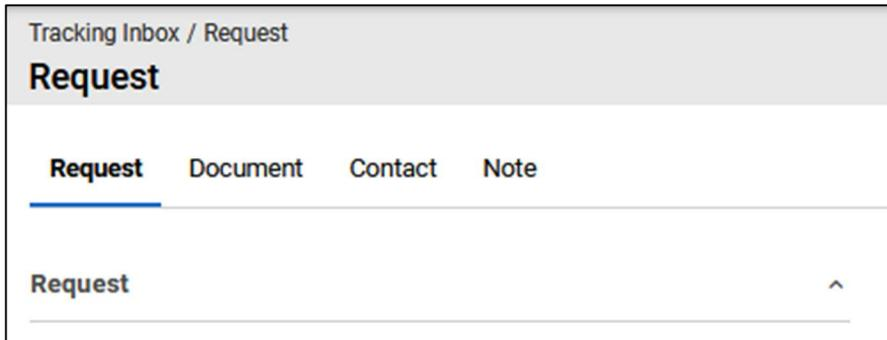 Tracking Inbox / Request
Request
Request Document Contact Note
Request